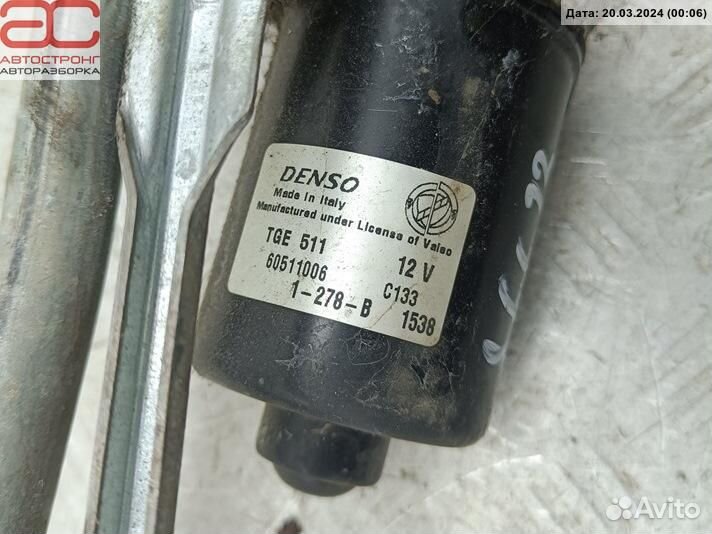 Дата: 20.03.2024 (00:06)
АС
АВТОСТРОНГ
АВТОРАЗБОРКА
DENSO
Made in Italy
Manufactured under License of Valeo
TGE 511 12 V
60511006 C133
1-278-B 1538
Avito